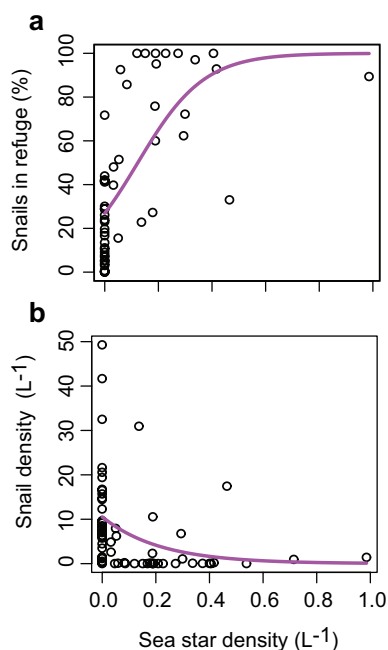 a
Snails in refuge (%)
100
80
60
40
20
0
b
Snail density (L-1)
50
40
30
20
10
0
0.0 0.2 0.4 0.6 0.8 1.0
Sea star density (L-1)